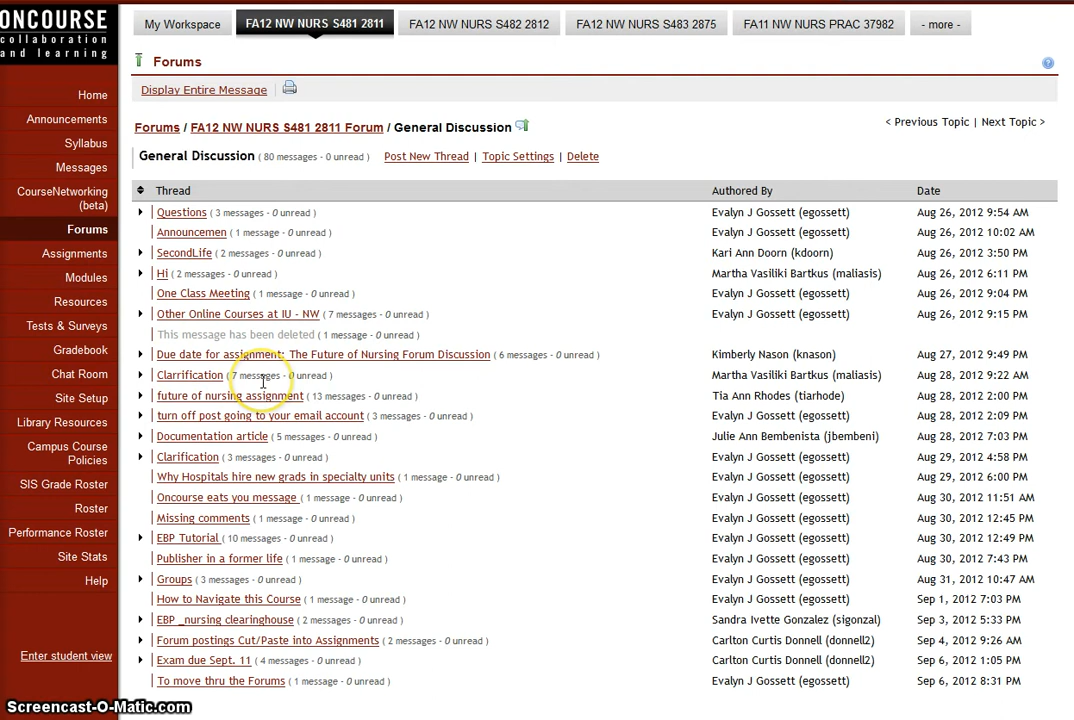 ONCOURSE
collaboration
and learning
My Workspace
FA12 NW NURS S481 2811
FA12 NW NURS S482 2812
FA12 NW NURS S483 2875
FA11 NW NURS PRAC 37982
- more -
Home
Announcements
Syllabus
Messages
CourseNetworking
(beta)
Forums
Assignments
Modules
Resources
Tests & Surveys
Gradebook
Chat Room
Site Setup
Library Resources
Campus Course
Policies
SIS Grade Roster
Roster
Performance Roster
Site Stats
Help
Enter student view
Forums
?
Display Entire Message
Forums / FA12 NW NURS S481 2811 Forum / General Discussion
< Previous Topic | Next Topic >
General Discussion ( 80 messages - 0 unread ) Post New Thread | Topic Settings | Delete
Thread Authored By Date
Questions ( 3 messages - 0 unread ) Evalyn J Gossett (egossett) Aug 26, 2012 9:54 AM
Announcemen ( 1 message - 0 unread ) Evalyn J Gossett (egossett) Aug 26, 2012 10:02 AM
SecondLife ( 2 messages - 0 unread ) Kari Ann Doorn (kdoorn) Aug 26, 2012 3:50 PM
Hi ( 2 messages - 0 unread ) Martha Vasiliki Bartkus (maliasis) Aug 26, 2012 6:11 PM
One Class Meeting ( 1 message - 0 unread ) Evalyn J Gossett (egossett) Aug 26, 2012 9:04 PM
Other Online Courses at IU - NW ( 7 messages - 0 unread ) Evalyn J Gossett (egossett) Aug 26, 2012 9:15 PM
This message has been deleted ( 1 message - 0 unread )
Due date for assignment: The Future of Nursing Forum Discussion ( 6 messages - 0 unread ) Kimberly Nason (knason) Aug 27, 2012 9:49 PM
Clarrification ( 7 messages - 0 unread ) Martha Vasiliki Bartkus (maliasis) Aug 28, 2012 9:22 AM
future of nursing assignment ( 13 messages - 0 unread ) Tia Ann Rhodes (tiarhode) Aug 28, 2012 2:00 PM
turn off post going to your email account ( 3 messages - 0 unread ) Evalyn J Gossett (egossett) Aug 28, 2012 2:09 PM
Documentation article ( 5 messages - 0 unread ) Julie Ann Bembenista (jbembeni) Aug 28, 2012 7:03 PM
Clarification ( 3 messages - 0 unread ) Evalyn J Gossett (egossett) Aug 29, 2012 4:58 PM
Why Hospitals hire new grads in specialty units ( 1 message - 0 unread ) Evalyn J Gossett (egossett) Aug 29, 2012 6:00 PM
Oncourse eats you message ( 1 message - 0 unread ) Evalyn J Gossett (egossett) Aug 30, 2012 11:51 AM
Missing comments ( 1 message - 0 unread ) Evalyn J Gossett (egossett) Aug 30, 2012 12:45 PM
EBP Tutorial ( 10 messages - 0 unread ) Evalyn J Gossett (egossett) Aug 30, 2012 12:49 PM
Publisher in a former life ( 1 message - 0 unread ) Evalyn J Gossett (egossett) Aug 30, 2012 7:43 PM
Groups ( 3 messages - 0 unread ) Evalyn J Gossett (egossett) Aug 31, 2012 10:47 AM
How to Navigate this Course ( 1 message - 0 unread ) Evalyn J Gossett (egossett) Sep 1, 2012 7:03 PM
EBP _nursing clearinghouse ( 2 messages - 0 unread ) Sandra Ivette Gonzalez (sigonzal) Sep 3, 2012 5:33 PM
Forum postings Cut/Paste into Assignments ( 2 messages - 0 unread ) Carlton Curtis Donnell (donnell2) Sep 4, 2012 9:26 AM
Exam due Sept. 11 ( 4 messages - 0 unread ) Carlton Curtis Donnell (donnell2) Sep 6, 2012 1:05 PM
To move thru the Forums ( 1 message - 0 unread ) Evalyn J Gossett (egossett) Sep 6, 2012 8:31 PM
Screencast-O-Matic.com